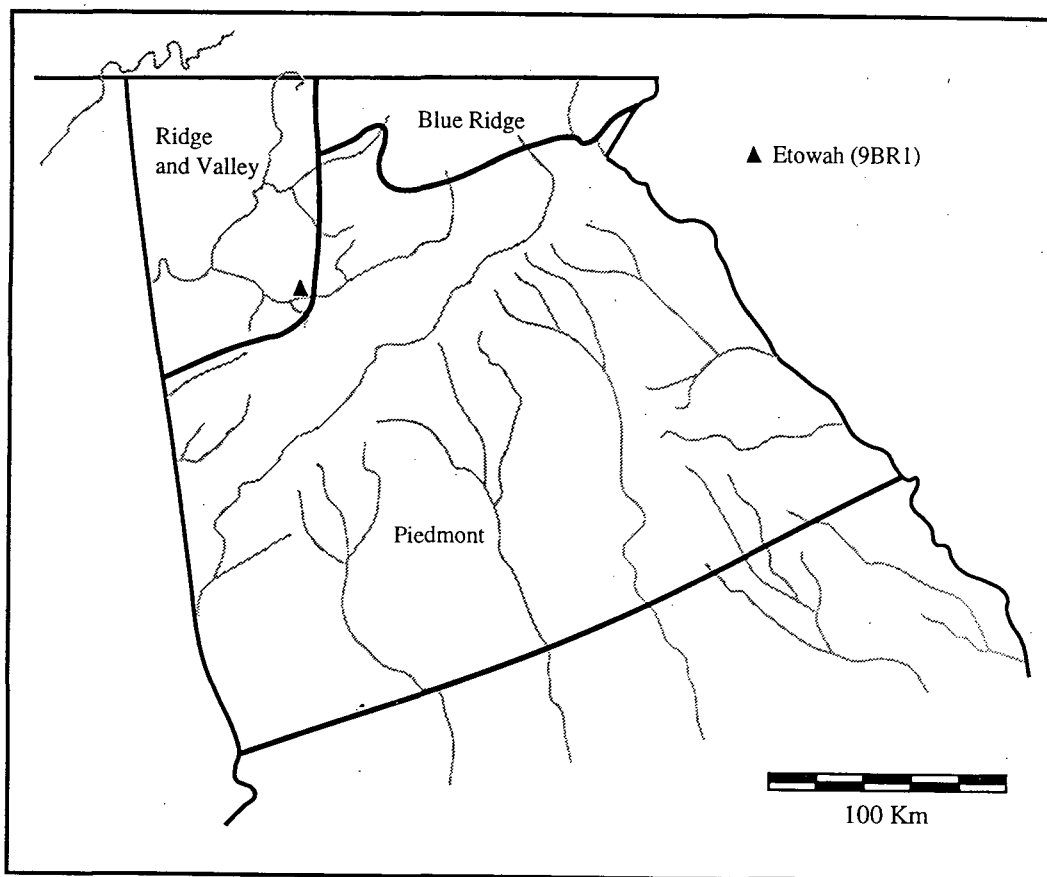 Ridge
and Valley
Blue Ridge
▲ Etowah (9BR1)
Piedmont
100 Km